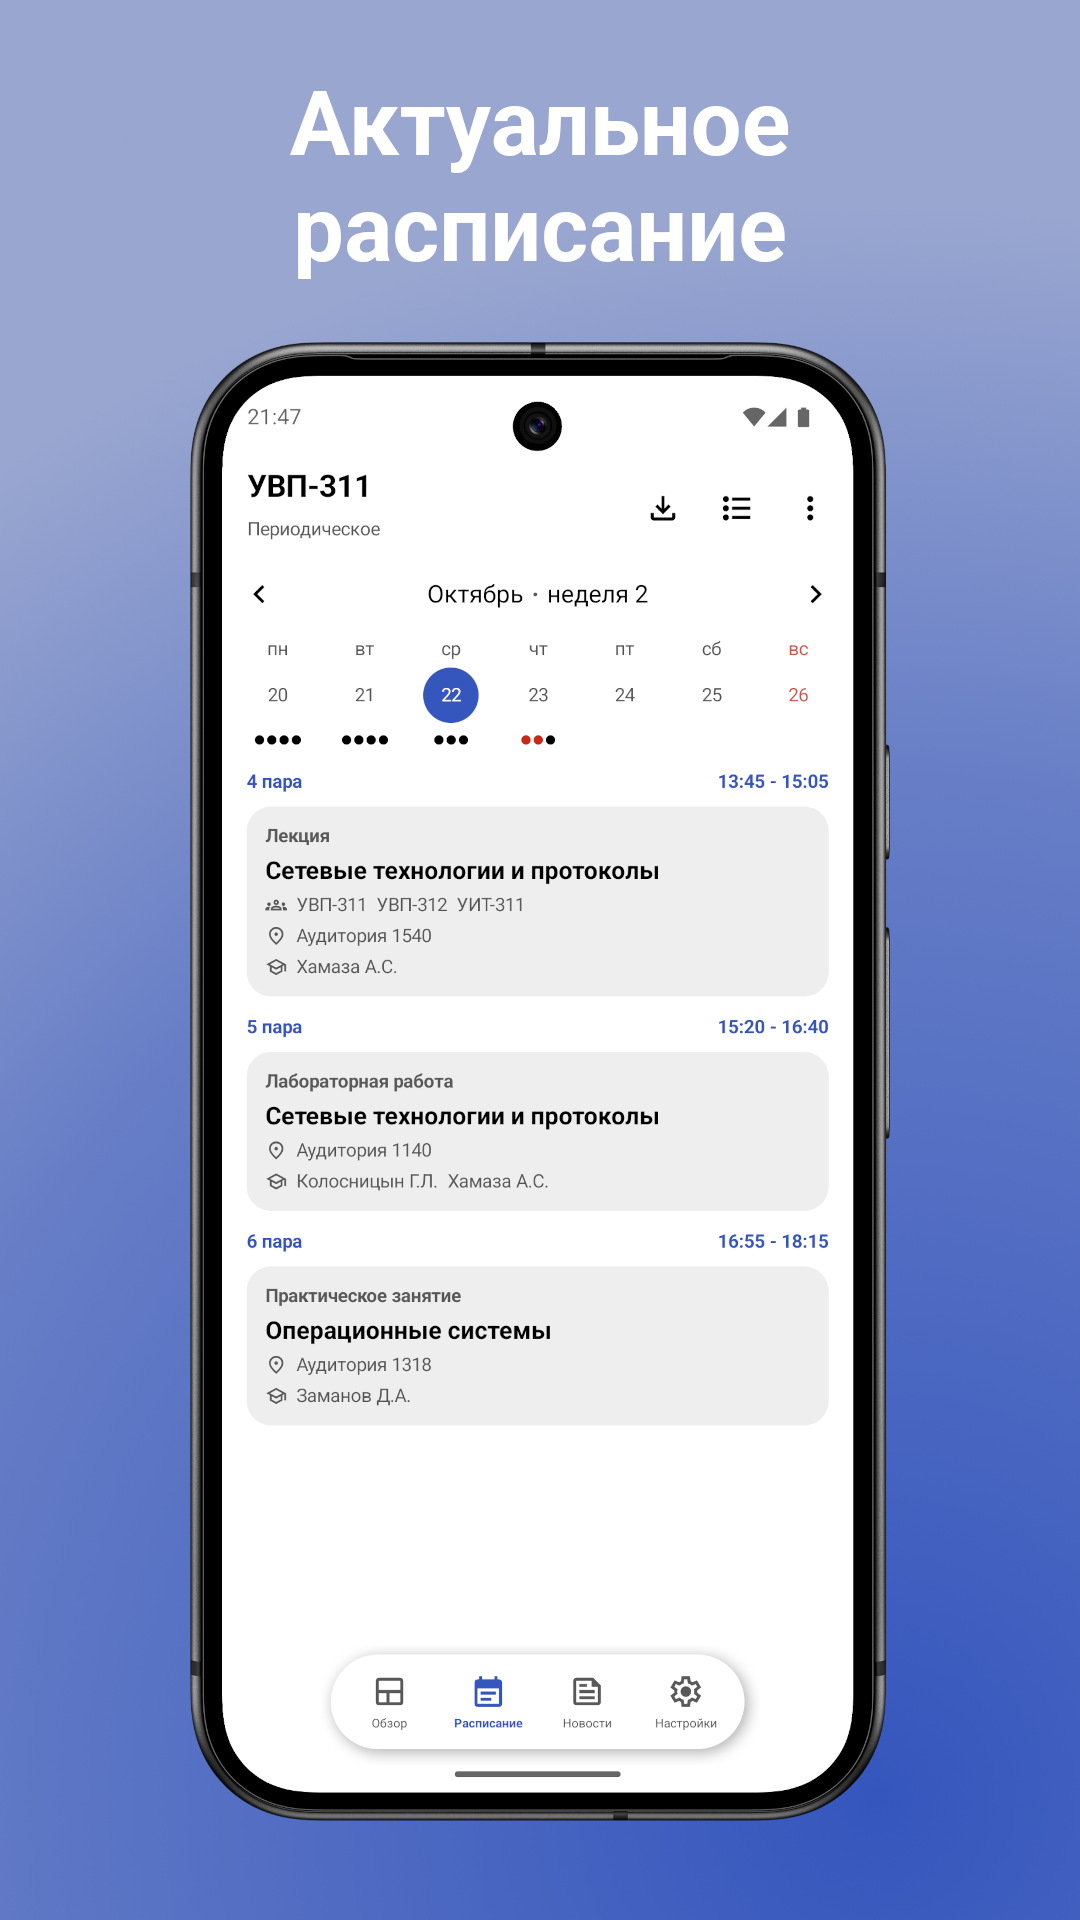 Актуальное
расписание
21:47
УВП-311
Периодическое
Октябрь · неделя 2
пн вт ср чт пт сб вс
20 21 22 23 24 25 26
4 пара 13:45 - 15:05
Лекция
Сетевые технологии и протоколы
УВП-311 УВП-312 УИТ-311
Аудитория 1540
Хамаза А.С.
5 пара 15:20 - 16:40
Лабораторная работа
Сетевые технологии и протоколы
Аудитория 1140
Колосницын Г.Л. Хамаза А.С.
6 пара 16:55 - 18:15
Практическое занятие
Операционные системы
Аудитория 1318
Заманов Д.А.
Обзор Расписание Новости Настройки